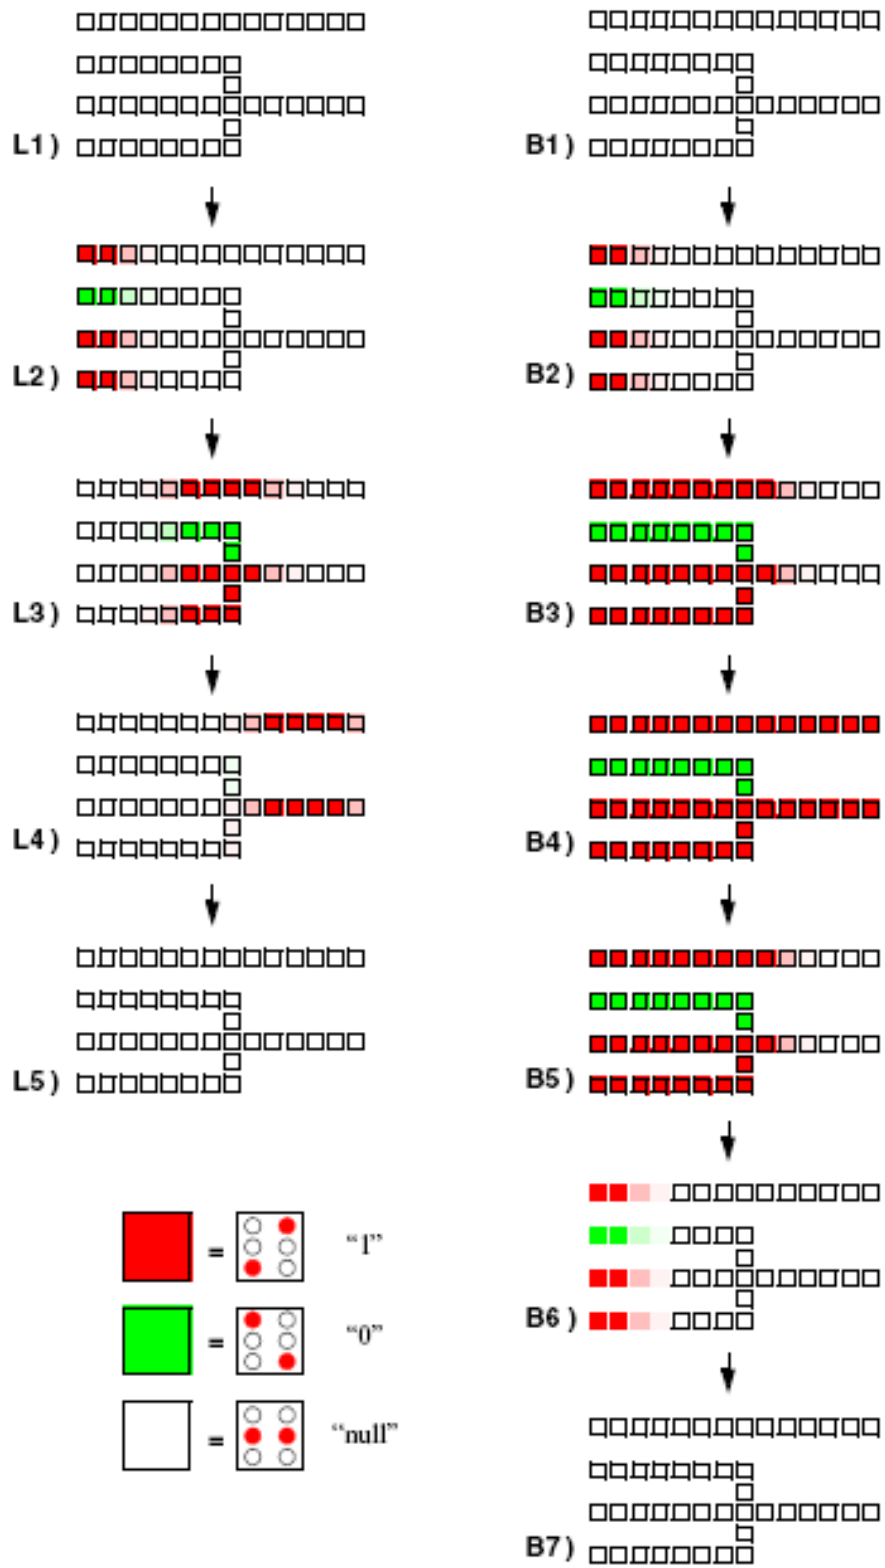 L1)
L2)
L3)
L4)
L5)
= “1”
= “0”
= “null”
B1)
B2)
B3)
B4)
B5)
B6)
B7)